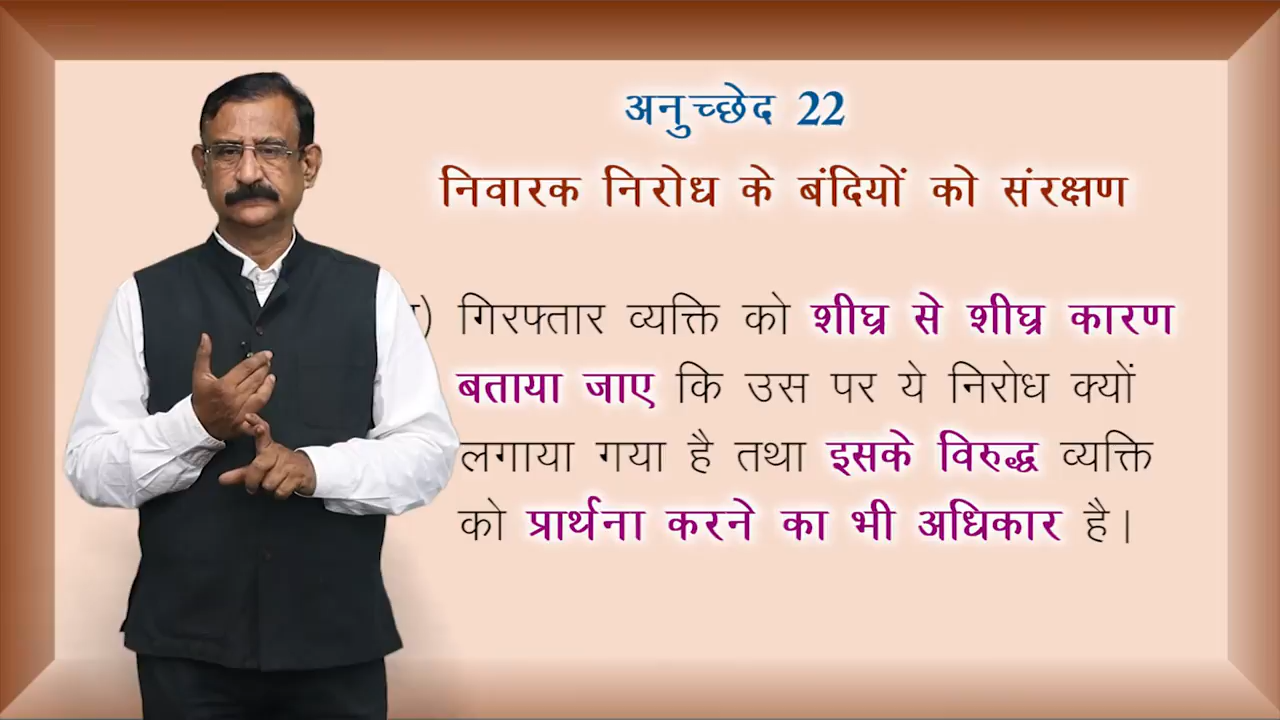 अनुच्छेद 22
निवारक निरोध के बंदियों को संरक्षण
) गिरफ्तार व्यक्ति को शीघ्र से शीघ्र कारण
बताया जाए कि उस पर ये निरोध क्यों
लगाया गया है तथा इसके विरुद्ध व्यक्ति
को प्रार्थना करने का भी अधिकार है।